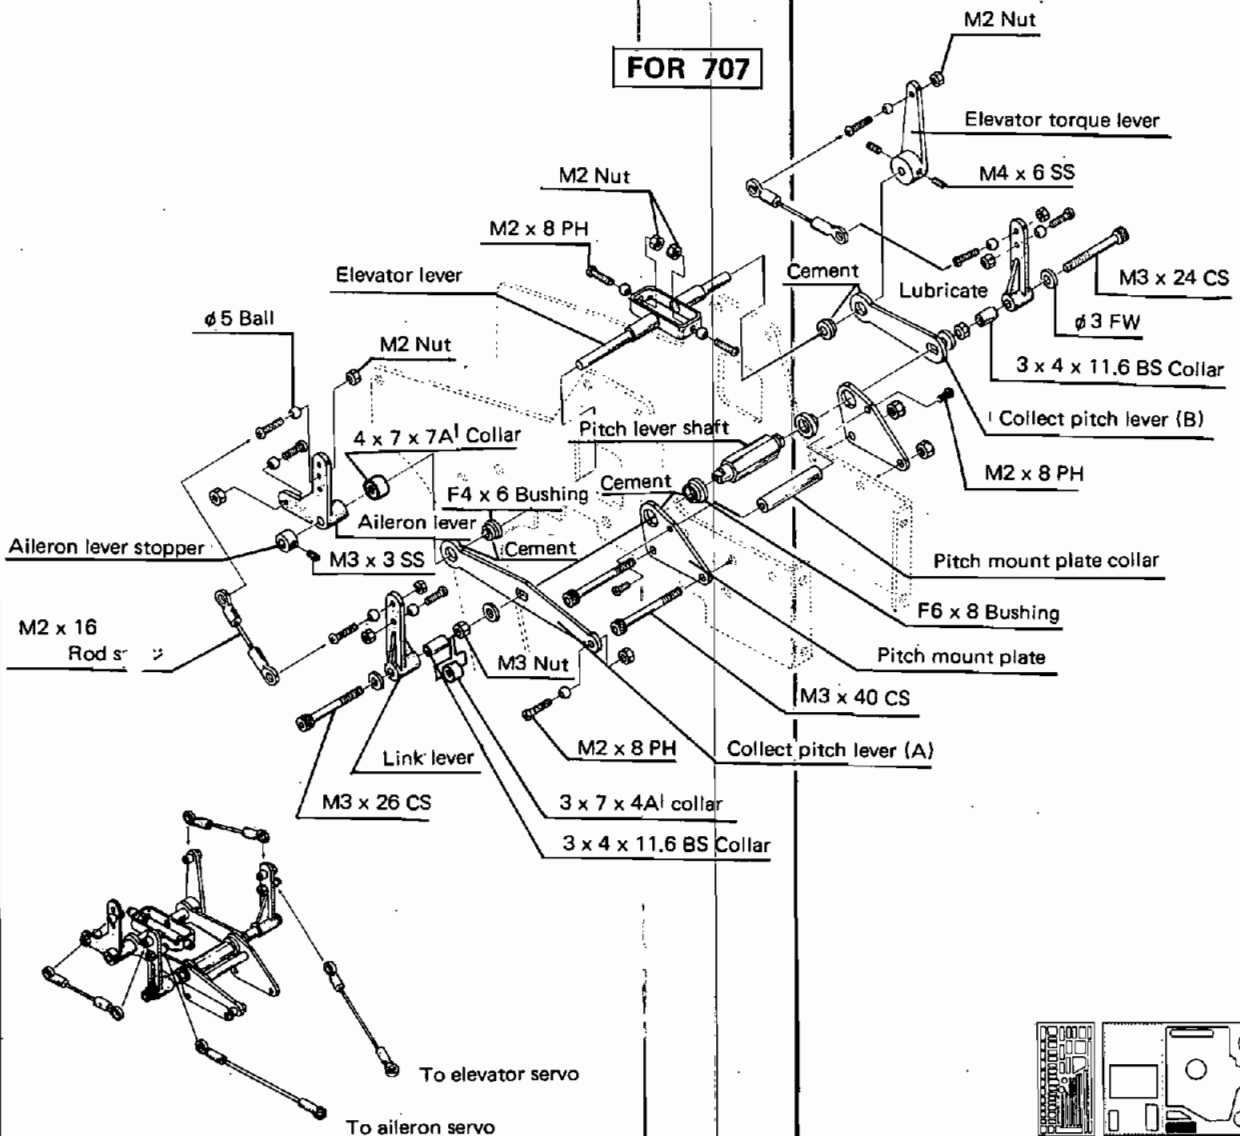 M2 Nut
FOR 707
Elevator torque lever
M2 Nut
M4 x 6 SS
M2 x 8 PH
Elevator lever
Cement
Lubricate
M3 x 24 CS
ø5 Ball
ø3 FW
M2 Nut
3 x 4 x 11.6 BS Collar
4 x 7 x 7Al Collar
Pitch lever shaft
Collect pitch lever (B)
M2 x 8 PH
Cement
F4 x 6 Bushing
Aileron lever
Aileron lever stopper
Cement
M3 x 3 SS
Pitch mount plate collar
F6 x 8 Bushing
M2 x 16
Rod
M3 Nut
Pitch mount plate
M3 x 40 CS
M2 x 8 PH
Collect pitch lever (A)
Link lever
M3 x 26 CS
3 x 7 x 4Al collar
3 x 4 x 11.6 BS Collar
To elevator servo
To aileron servo